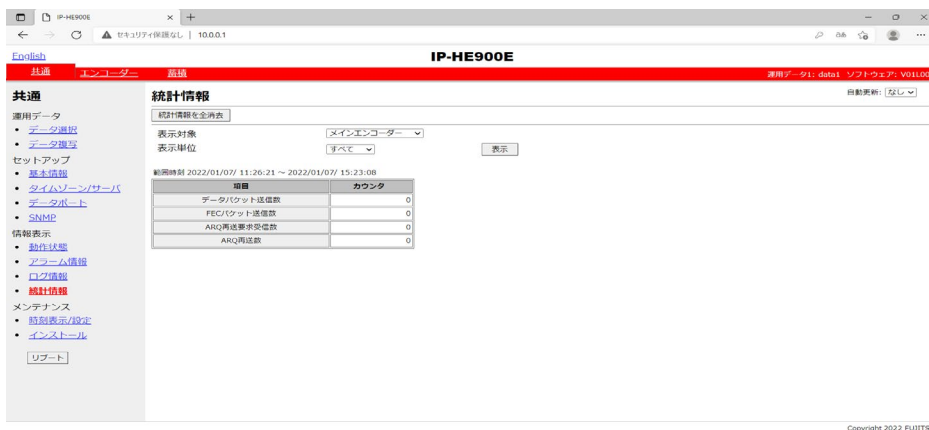 IP-HE900E
セキュリティ保護なし | 10.0.0.1
English
IP-HE900E
共通 エンコーダー 蓄積
運用データ1: data1 ソフトウェア: V01L00
共通
運用データ
• データ選択
• データ複写
セットアップ
• 基本情報
• タイムゾーン/サーバ
• データポート
• SNMP
情報表示
• 動作状態
• アラーム情報
• ログ情報
• 統計情報
メンテナンス
• 時刻表示/設定
• インストール
リブート
統計情報
自動更新: なし
統計情報を全消去
表示対象 メインエンコーダー
表示単位 すべて 表示
範囲時刻 2022/01/07/ 11:26:21 ～ 2022/01/07/ 15:23:08
項目 カウンタ
データパケット送信数 0
FECパケット送信数 0
ARQ再送要求受信数 0
ARQ再送数 0
Copyright 2022 FUJITS